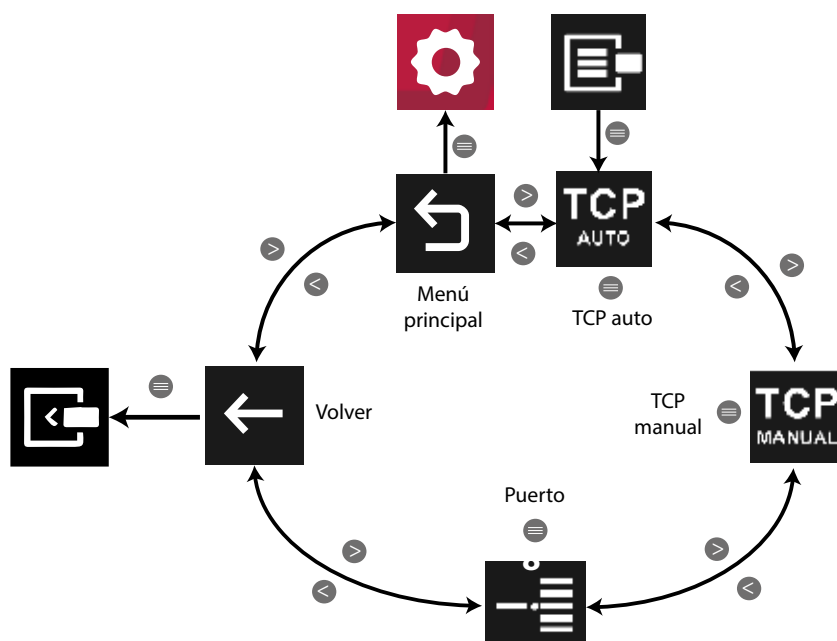 TCP
AUTO
Menú
principal
TCP auto
Volver
TCP
manual
TCP
MANUAL
Puerto